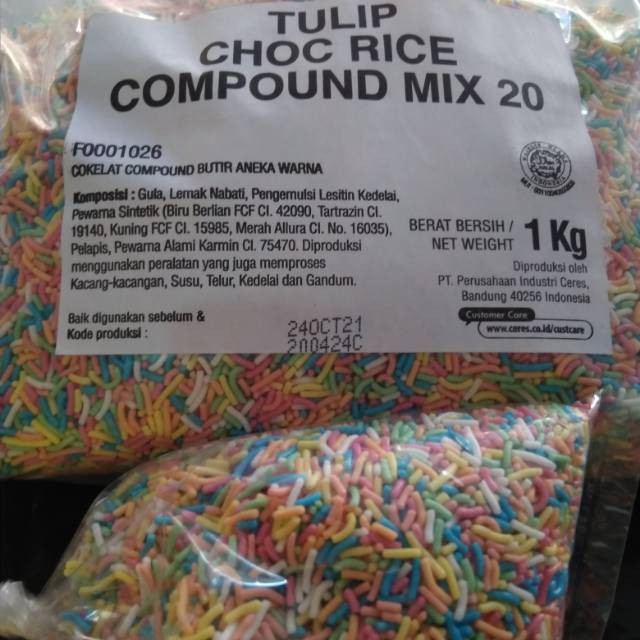 TULIP
CHOC RICE
COMPOUND MIX 20
F0001026
COKELAT COMPOUND BUTIR ANEKA WARNA
Komposisi : Gula, Lemak Nabati, Pengemulsi Lesitin Kedelai,
Pewarna Sintetik (Biru Berlian FCF CI. 42090, Tartrazin CI.
19140, Kuning FCF CI. 15985, Merah Allura CI. No. 16035),
Pelapis, Pewarna Alami Karmin CI. 75470. Diproduksi
menggunakan peralatan yang juga memproses
Kacang-kacangan, Susu, Telur, Kedelai dan Gandum.
BERAT BERSIH /
NET WEIGHT 1 Kg
Diproduksi oleh
PT. Perusahaan Industri Ceres,
Bandung 40256 Indonesia
Customer Care
www.ceres.co.id/custcare
Baik digunakan sebelum &
Kode produksi :
24OCT21
200424C